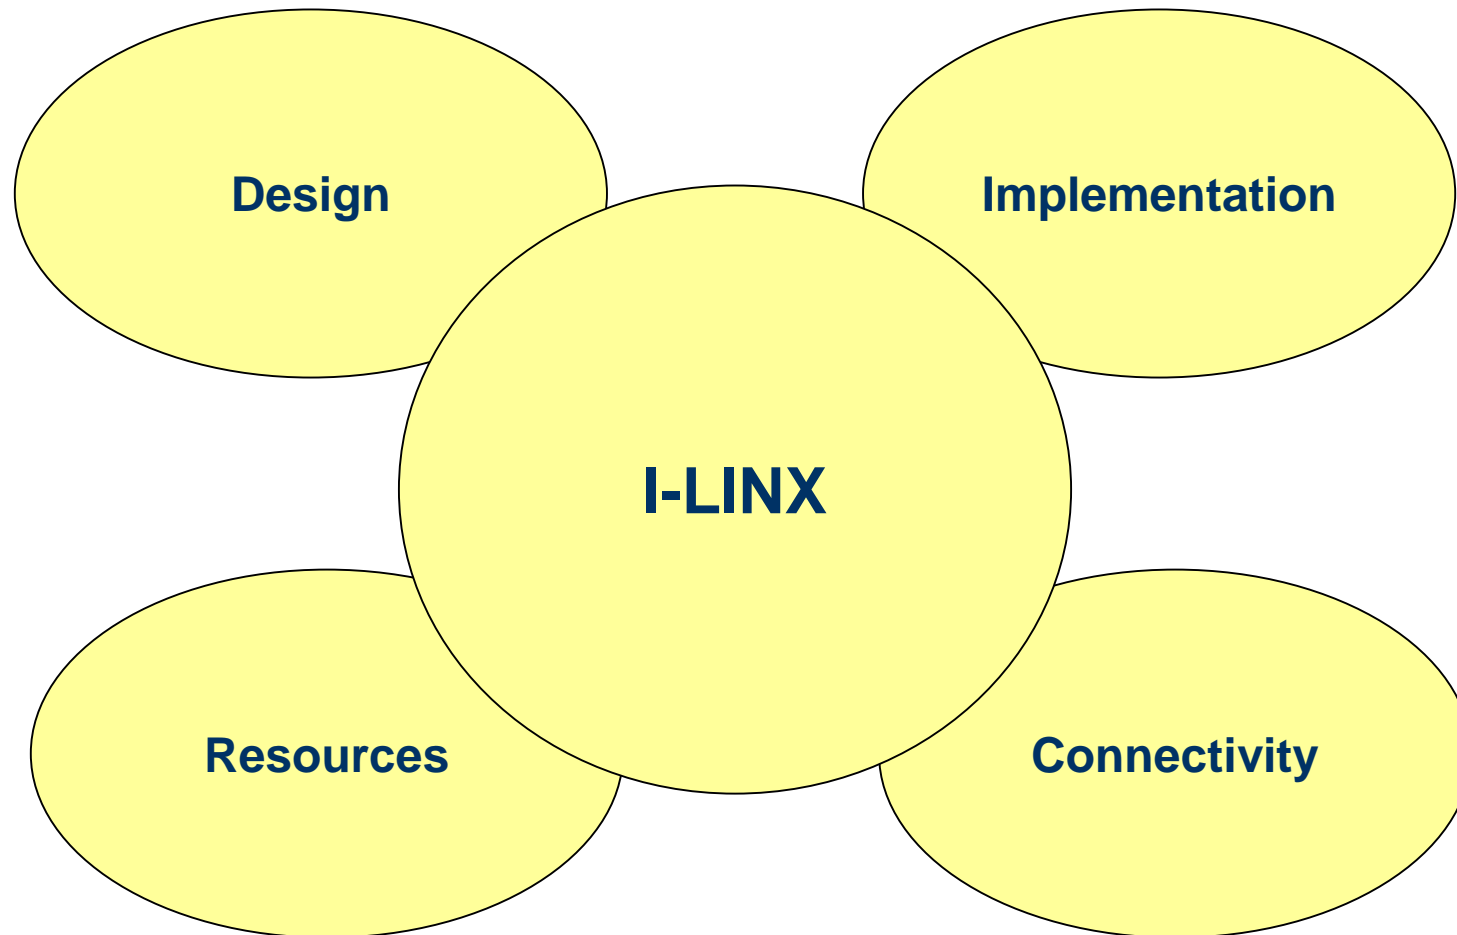 Design
Implementation
I-LINX
Resources
Connectivity